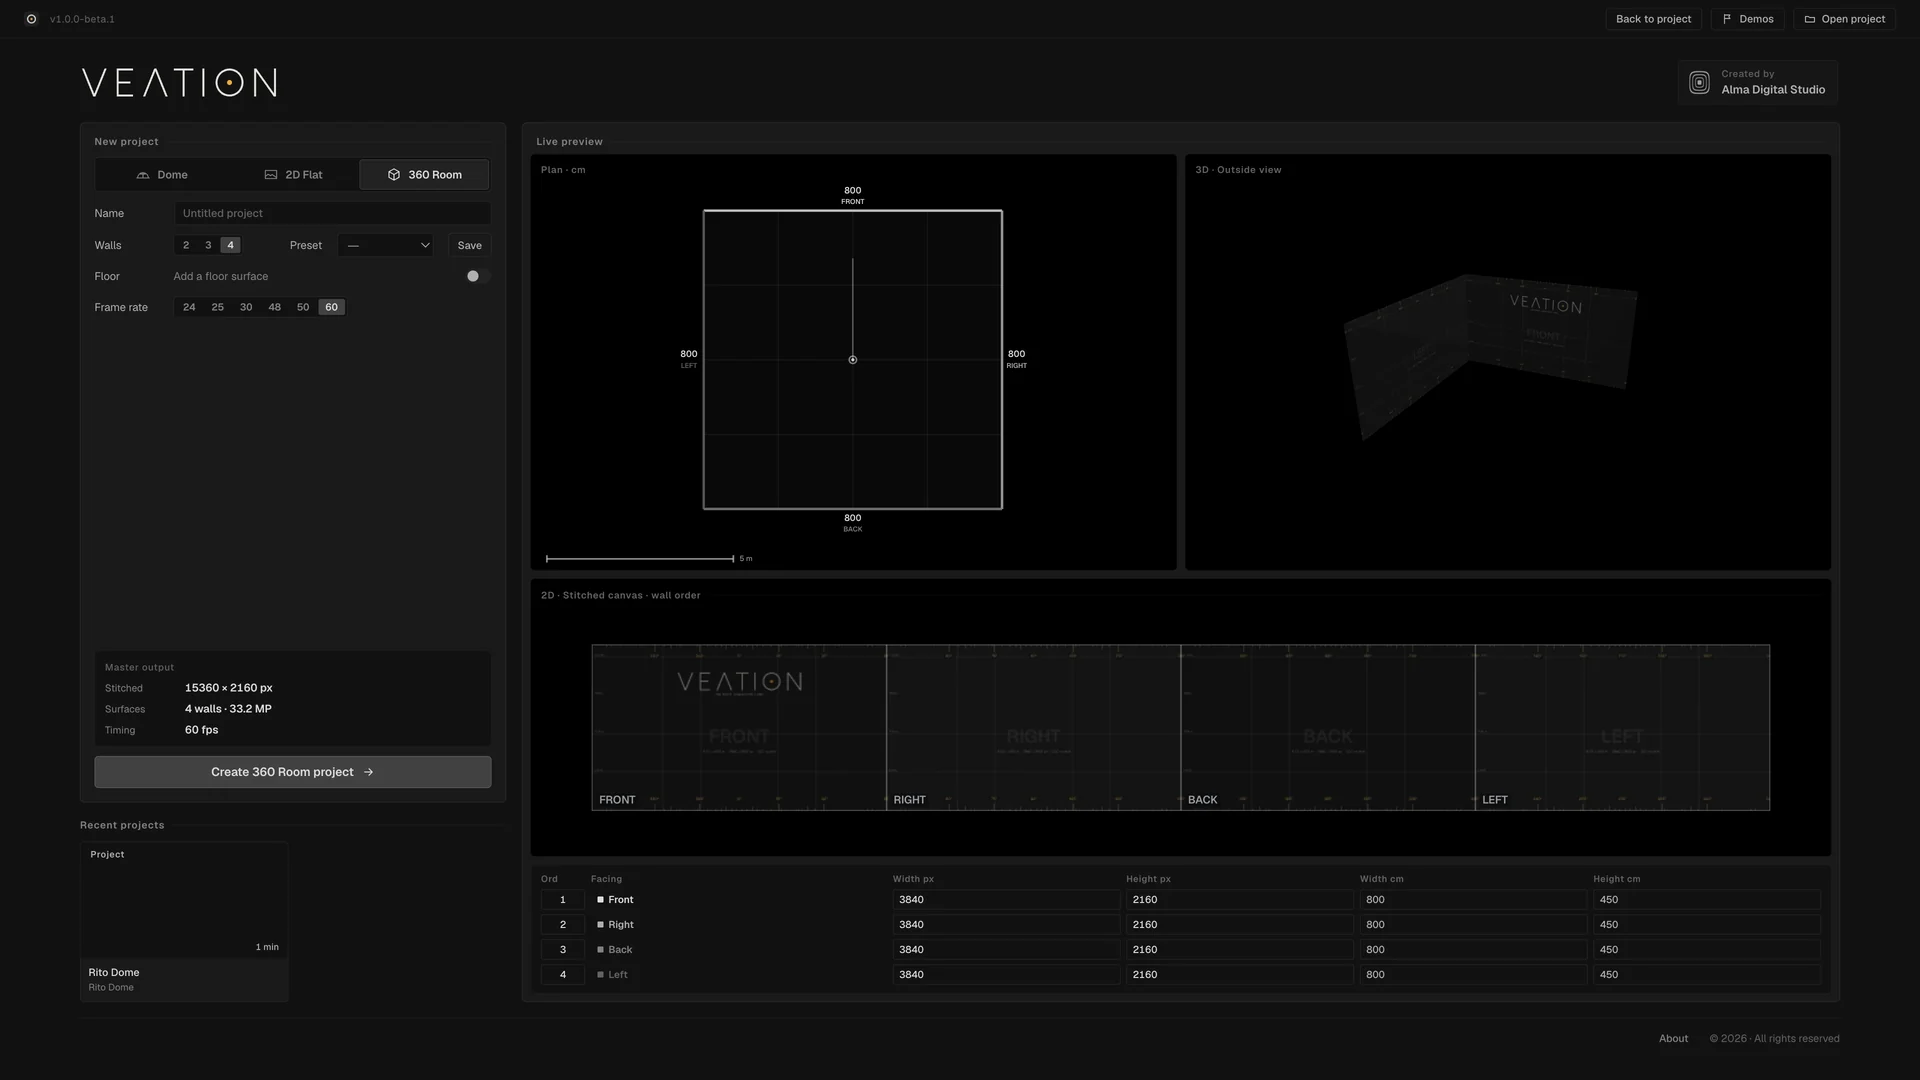 v1.0.0-beta.1
Back to project
Demos
Open project
VEATION
Created by
Alma Digital Studio
New project
Dome
2D Flat
360 Room
Name
Untitled project
Walls
2 3 4
Preset
—
Save
Floor
Add a floor surface
Frame rate
24 25 30 48 50 60
Master output
Stitched 15360 × 2160 px
Surfaces 4 walls · 33.2 MP
Timing 60 fps
Create 360 Room project →
Recent projects
Project
1 min
Rito Dome
Rito Dome
Live preview
Plan · cm
800
FRONT
800
LEFT
800
RIGHT
800
BACK
5 m
3D · Outside view
VEATION
FRONT
2D · Stitched canvas · wall order
VEATION
FRONT
RIGHT
BACK
LEFT
FRONT
RIGHT
BACK
LEFT
Ord Facing Width px Height px Width cm Height cm
1 Front 3840 2160 800 450
2 Right 3840 2160 800 450
3 Back 3840 2160 800 450
4 Left 3840 2160 800 450
About
© 2026 · All rights reserved